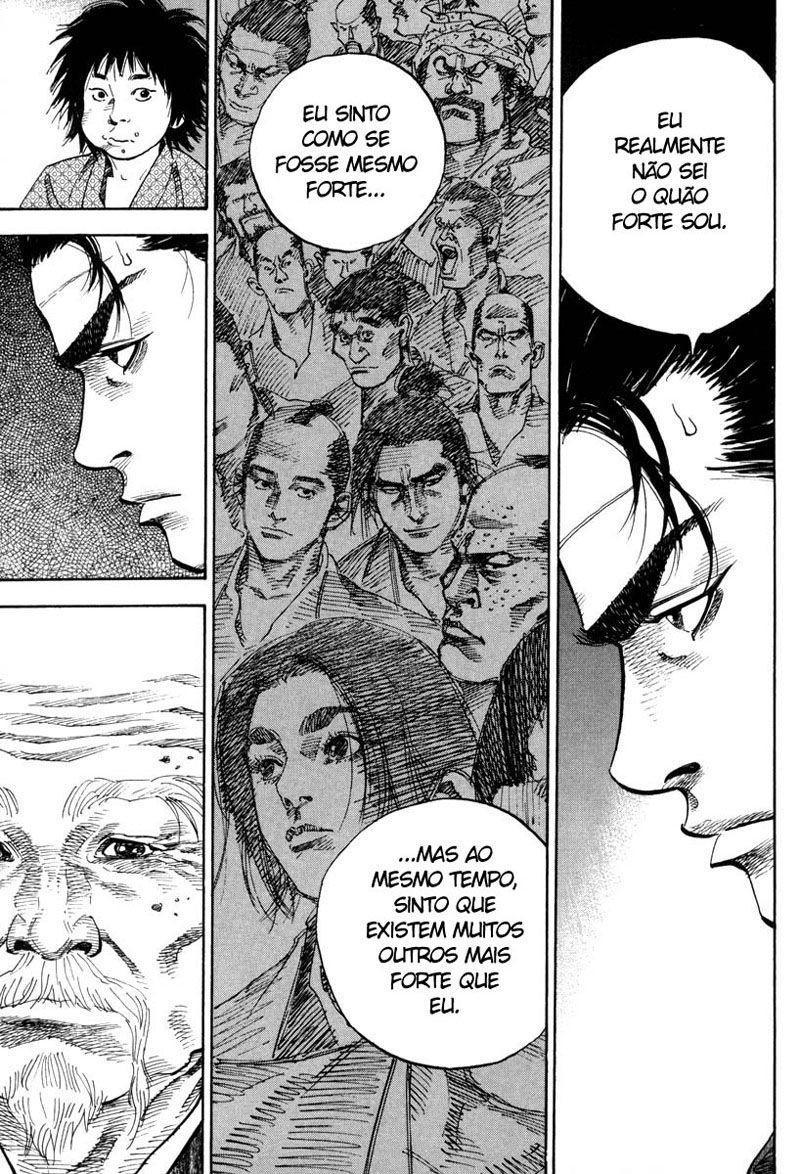 EU
REALMENTE
NÃO SEI
O QUÃO
FORTE SOU.
EU SINTO
COMO SE
FOSSE MESMO
FORTE...
...MAS AO
MESMO TEMPO,
SINTO QUE
EXISTEM MUITOS
OUTROS MAIS
FORTE QUE
EU.